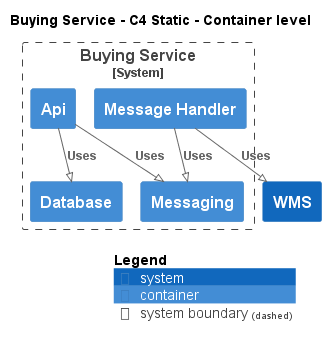 Buying Service - C4 Static - Container level
Buying Service
[System]
Api
Message Handler
Uses
Uses
Uses
Uses
Database
Messaging
WMS
Legend
system
container
system boundary (dashed)